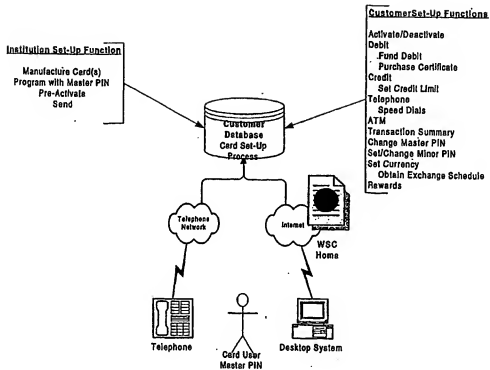 Institution Set-Up Function
Manufacture Card(s)
Program with Master PIN
Pre-Activate
Send
CustomerSet-Up Functions
Activate/Deactivate
Debit
.Fund Debit
Purchase Certificate
Credit
Set Credit Limit
Telephone
Speed Dials
ATM
Transaction Summary
Change Master PIN
Set/Change Minor PIN
Set Currency
Obtain Exchange Schedule
Rewards
Customer
Database
Card Set-Up
Process
Telephone
Network
Internet
WSC
Home
Telephone
Card User
Master PIN
Desktop System